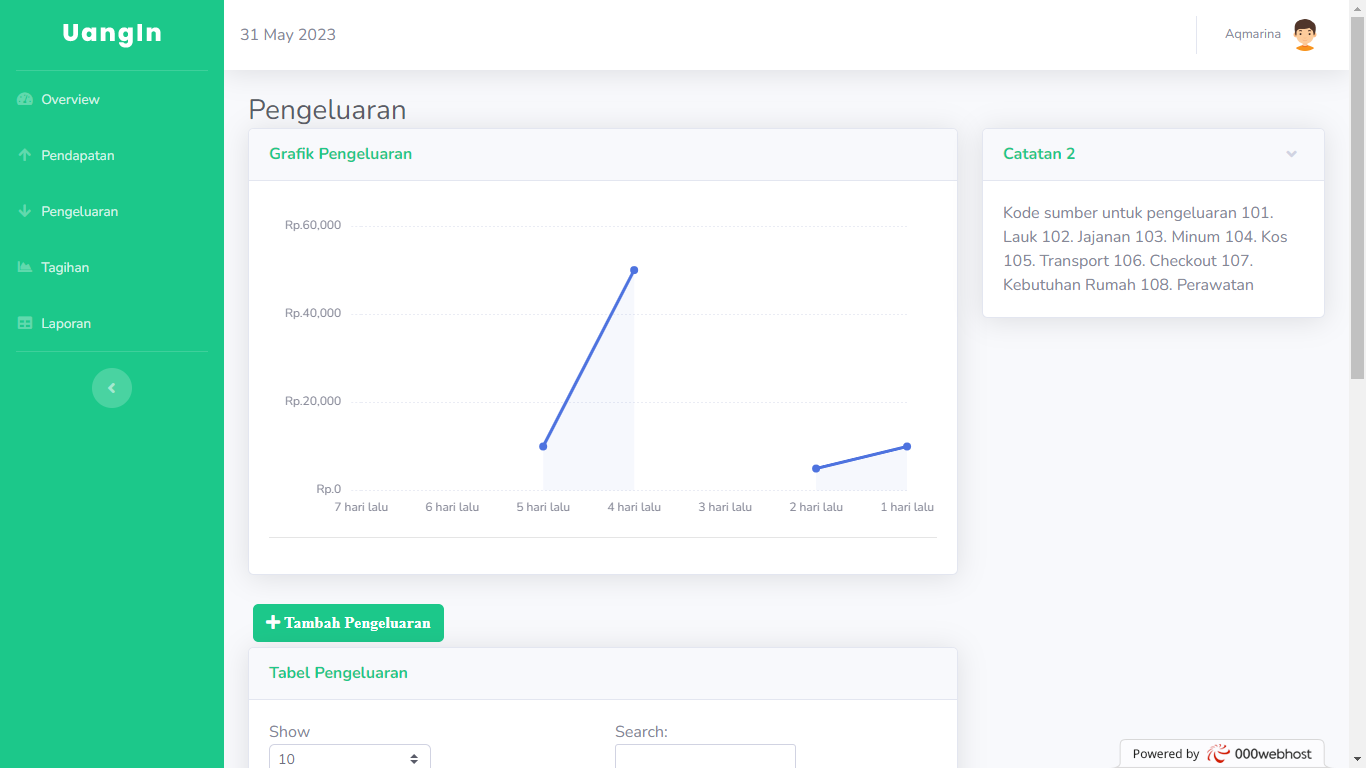 UangIn
Overview
Pendapatan
Pengeluaran
Tagihan
Laporan
31 May 2023
Aqmarina
Pengeluaran
Grafik Pengeluaran
Rp.60,000
Rp.40,000
Rp.20,000
Rp.0
7 hari lalu 6 hari lalu 5 hari lalu 4 hari lalu 3 hari lalu 2 hari lalu 1 hari lalu
Catatan 2
Kode sumber untuk pengeluaran 101.
Lauk 102. Jajanan 103. Minum 104. Kos
105. Transport 106. Checkout 107.
Kebutuhan Rumah 108. Perawatan
Tambah Pengeluaran
Tabel Pengeluaran
Show
10
Search:
Powered by 000webhost